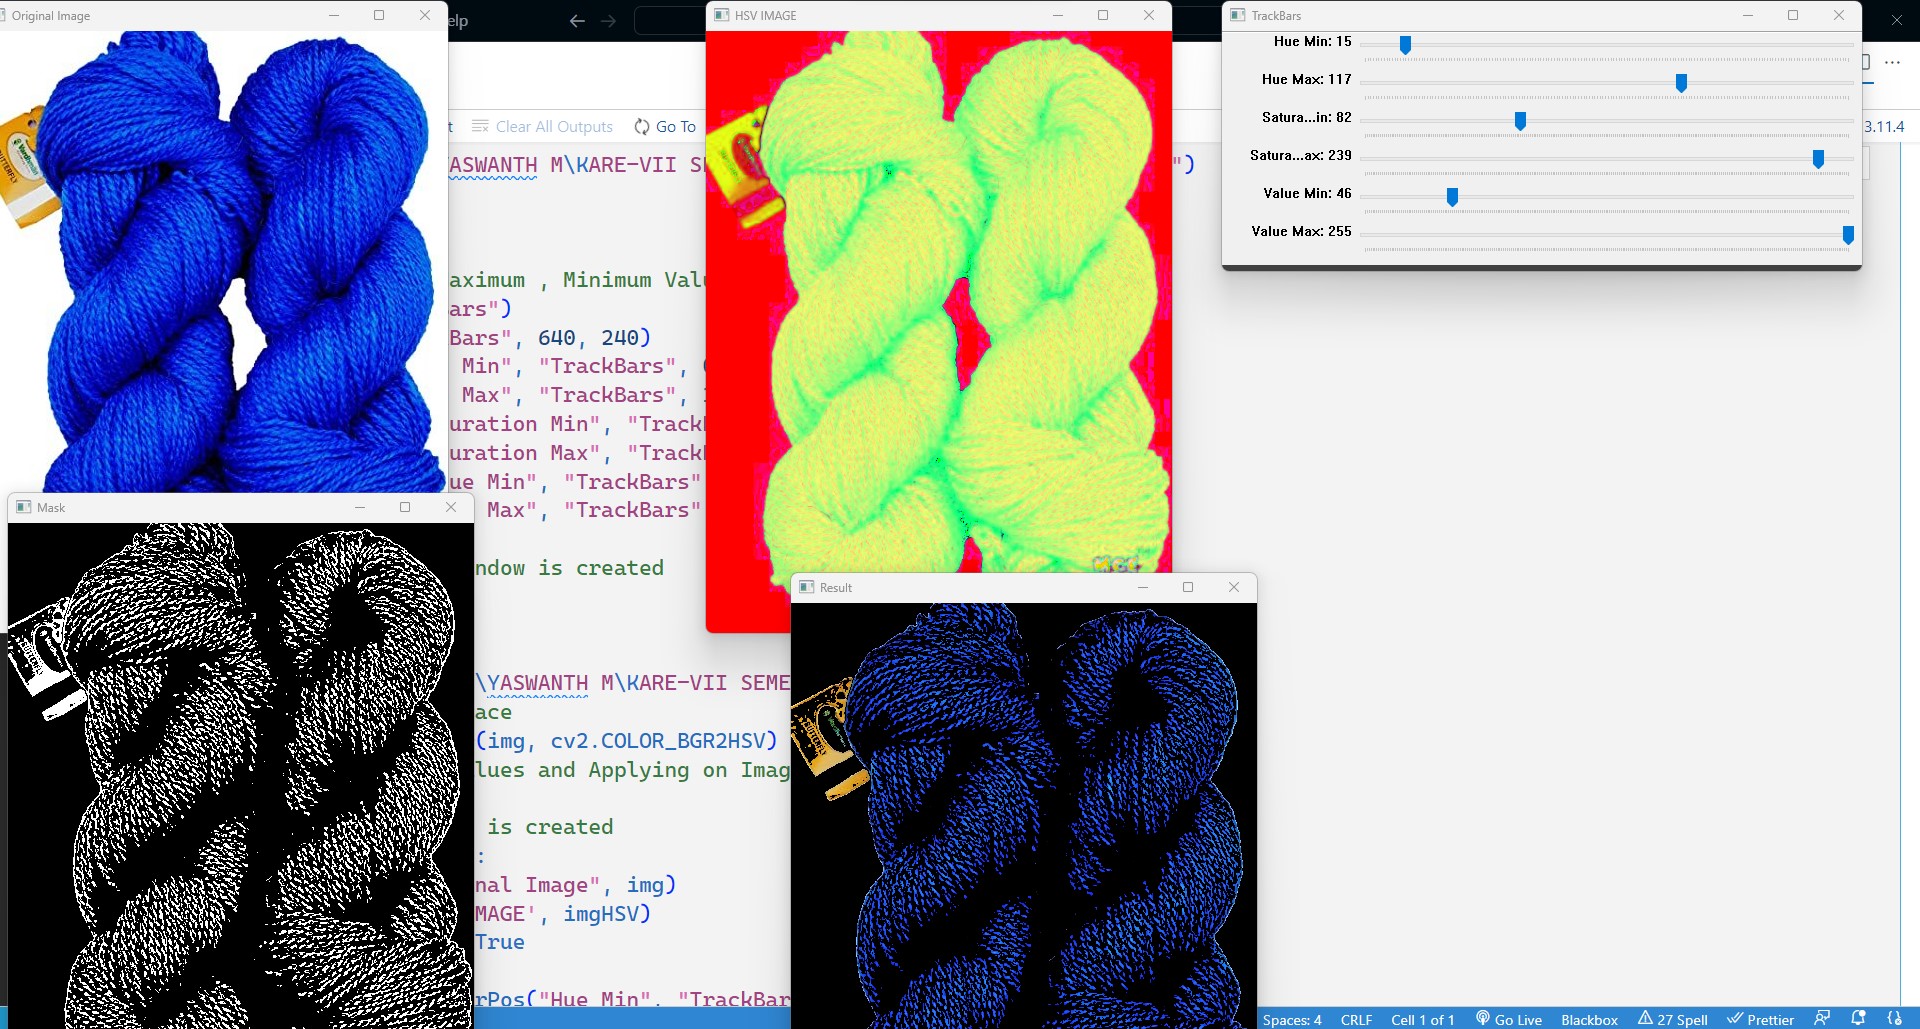 Original Image
elp
HSV IMAGE
TrackBars
Hue Min: 15
Hue Max: 117
Satura...in: 82
Satura...ax: 239
Value Min: 46
Value Max: 255
t
Clear All Outputs
Go To
3.11.4
ASWANTH M\KARE-VII S
")
aximum , Minimum Val
ars")
Bars", 640, 240)
Min", "TrackBars",
Max", "TrackBars",
uration Min", "Track
uration Max", "Track
ue Min", "TrackBars"
Max", "TrackBars"
Mask
ndow is created
Result
\YASWANTH M\KARE-VII SEME
ace
(img, cv2.COLOR_BGR2HSV)
lues and Applying on Imag
is created
:
nal Image", img)
MAGE', imgHSV)
True
rPos("Hue Min", "TrackBar
Spaces: 4
CRLF
Cell 1 of 1
Go Live
Blackbox
27 Spell
Prettier
Vardhman
BUTTERFLY